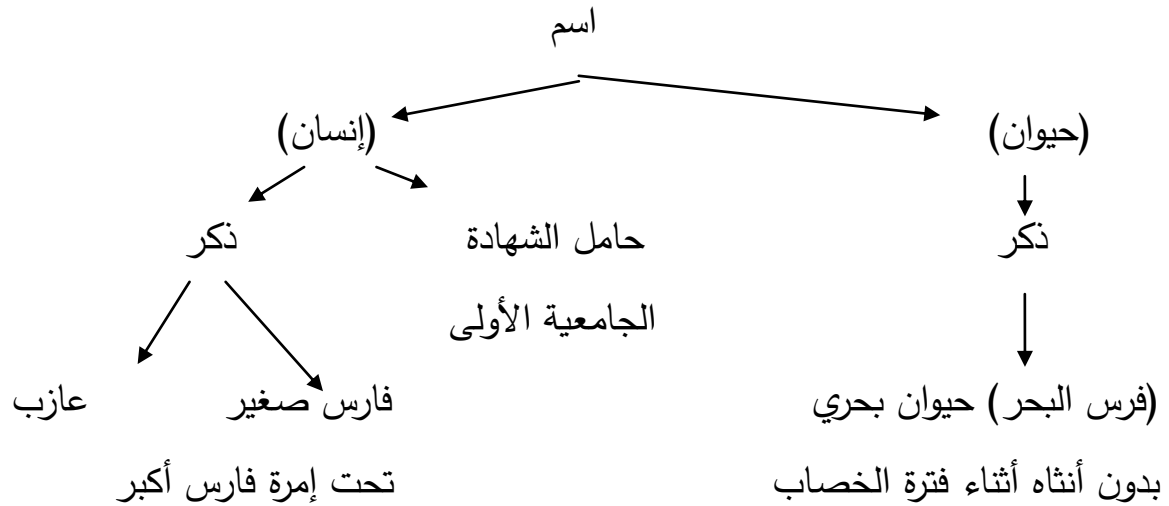 اسم
(حيوان) (إنسان)
ذكر حامل الشهادة ذكر
الجامعية الأولى
(فرس البحر) حيوان بحري فارس صغير عازب
بدون أنثاه أثناء فترة الخصاب تحت إمرة فارس أكبر